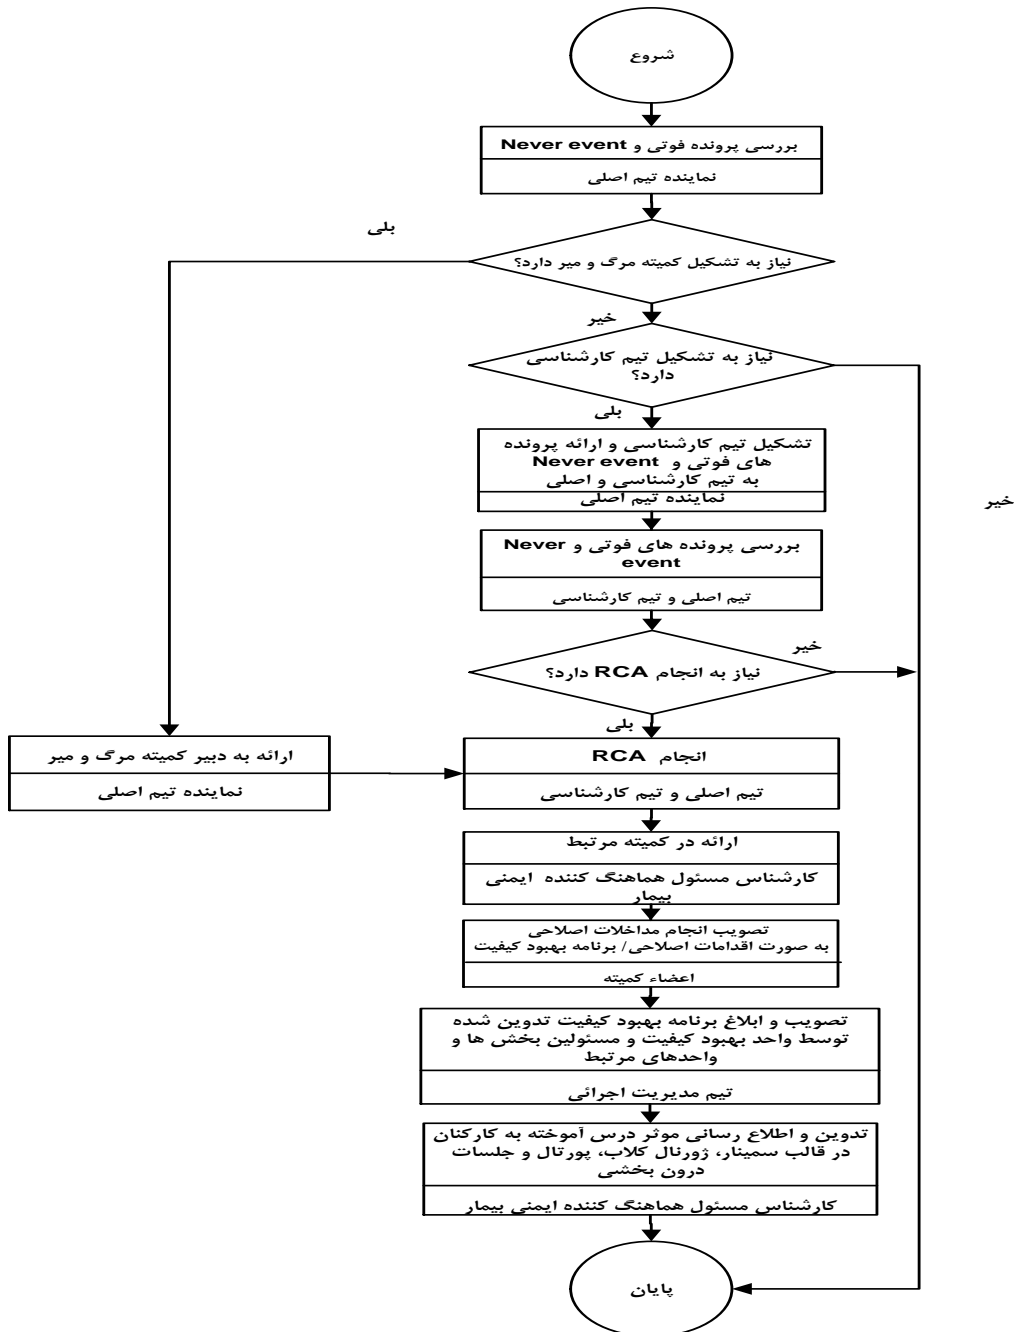 شروع
بررسی پرونده فوتی و Never event
نماینده تیم اصلی
بلی
نیاز به تشکیل کمیته مرگ و میر دارد؟
خیر
نیاز به تشکیل تیم کارشناسی
دارد؟
بلی
تشکیل تیم کارشناسی و ارائه پرونده
های فوتی و Never event
به تیم کارشناسی و اصلی
نماینده تیم اصلی
خیر
بررسی پرونده های فوتی و Never
event
تیم اصلی و تیم کارشناسی
خیر
نیاز به انجام RCA دارد؟
بلی
ارائه به دبیر کمیته مرگ و میر
نماینده تیم اصلی
انجام RCA
تیم اصلی و تیم کارشناسی
ارائه در کمیته مرتبط
کارشناس مسئول هماهنگ کننده ایمنی
بیمار
تصویب انجام مداخلات اصلاحی
به صورت اقدامات اصلاحی/ برنامه بهبود کیفیت
اعضاء کمیته
تصویب و ابلاغ برنامه بهبود کیفیت تدوین شده
توسط واحد بهبود کیفیت و مسئولین بخش ها و
واحدهای مرتبط
تیم مدیریت اجرائی
تدوین و اطلاع رسانی موثر درس آموخته به کارکنان
در قالب سمینار، ژورنال کلاب، پورتال و جلسات
درون بخشی
کارشناس مسئول هماهنگ کننده ایمنی بیمار
پایان